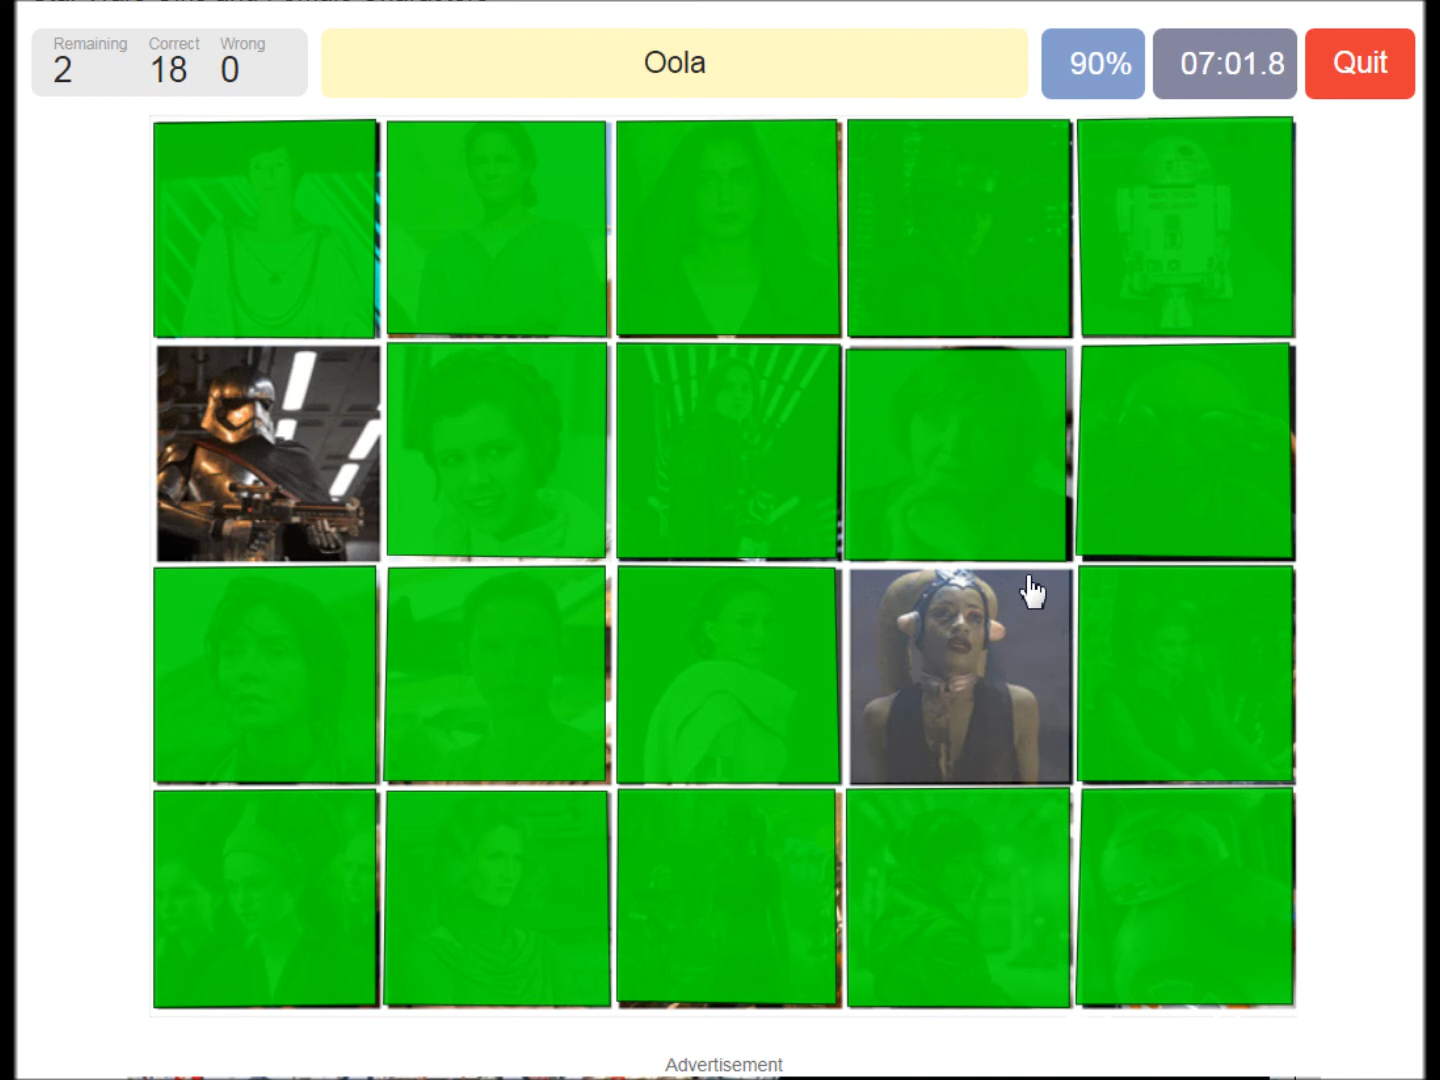 Remaining
Correct
Wrong
2
18
0
Oola
90%
07:01.8
Quit
Advertisement